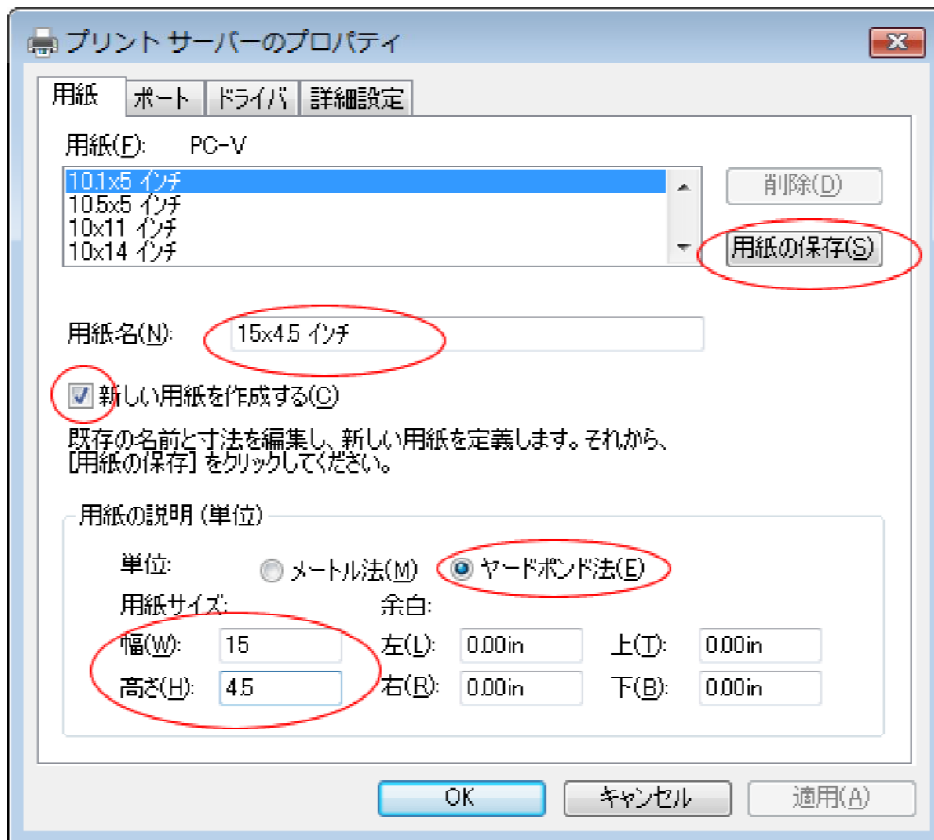 プリント サーバーのプロパティ
用紙 ポート ドライバ 詳細設定
用紙(F): PC-V
10.1x5 インチ
10.5x5 インチ
10x11 インチ
10x14 インチ
削除(D)
用紙の保存(S)
用紙名(N): 15x4.5 インチ
新しい用紙を作成する(C)
既存の名前と寸法を編集し、新しい用紙を定義します。それから、
[用紙の保存] をクリックしてください。
用紙の説明 (単位)
単位: メートル法(M) ヤードポンド法(E)
用紙サイズ: 余白:
幅(W): 15 左(L): 0.00in 上(T): 0.00in
高さ(H): 4.5 右(R): 0.00in 下(B): 0.00in
OK キャンセル 適用(A)